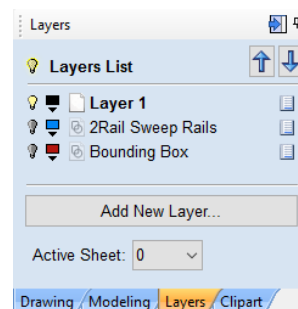 Layers
Layers List
Layer 1
2Rail Sweep Rails
Bounding Box
Add New Layer...
Active Sheet: 0
Drawing Modeling Layers Clipart